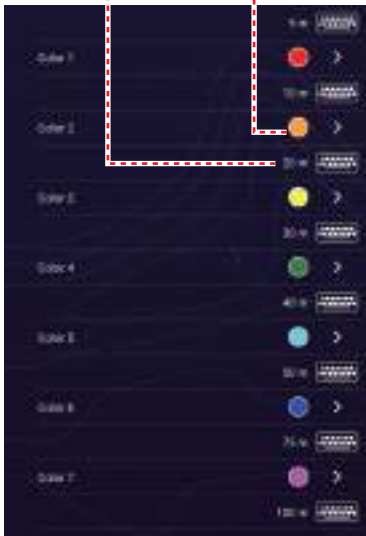 5 m
Color 1
10 m
Color 2
20 m
Color 3
30 m
Color 4
40 m
Color 5
50 m
Color 6
75 m
Color 7
100 m